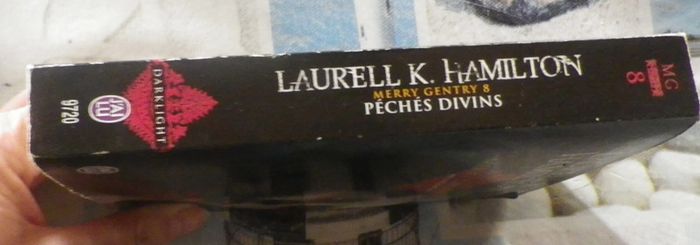 9720
J'AI
LU
DARKLIGHT
LAURELL K. HAMILTON
MERRY GENTRY 8
PÉCHÉS DIVINS
MG
8